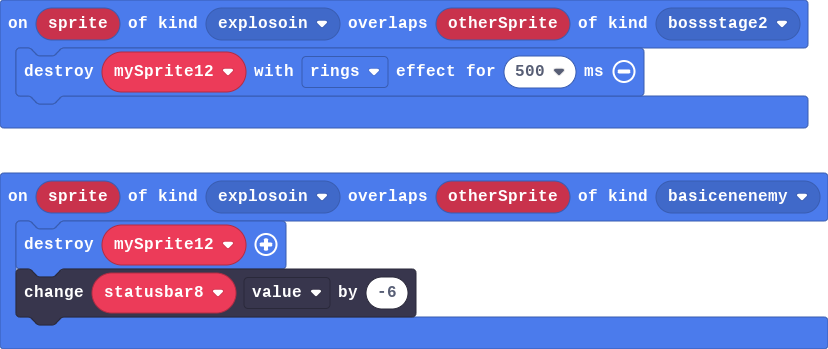 on sprite of kind explosoin overlaps otherSprite of kind bossstage2
destroy mySprite12 with rings effect for 500 ms
on sprite of kind explosoin overlaps otherSprite of kind basicenenemy
destroy mySprite12
change statusbar8 value by -6